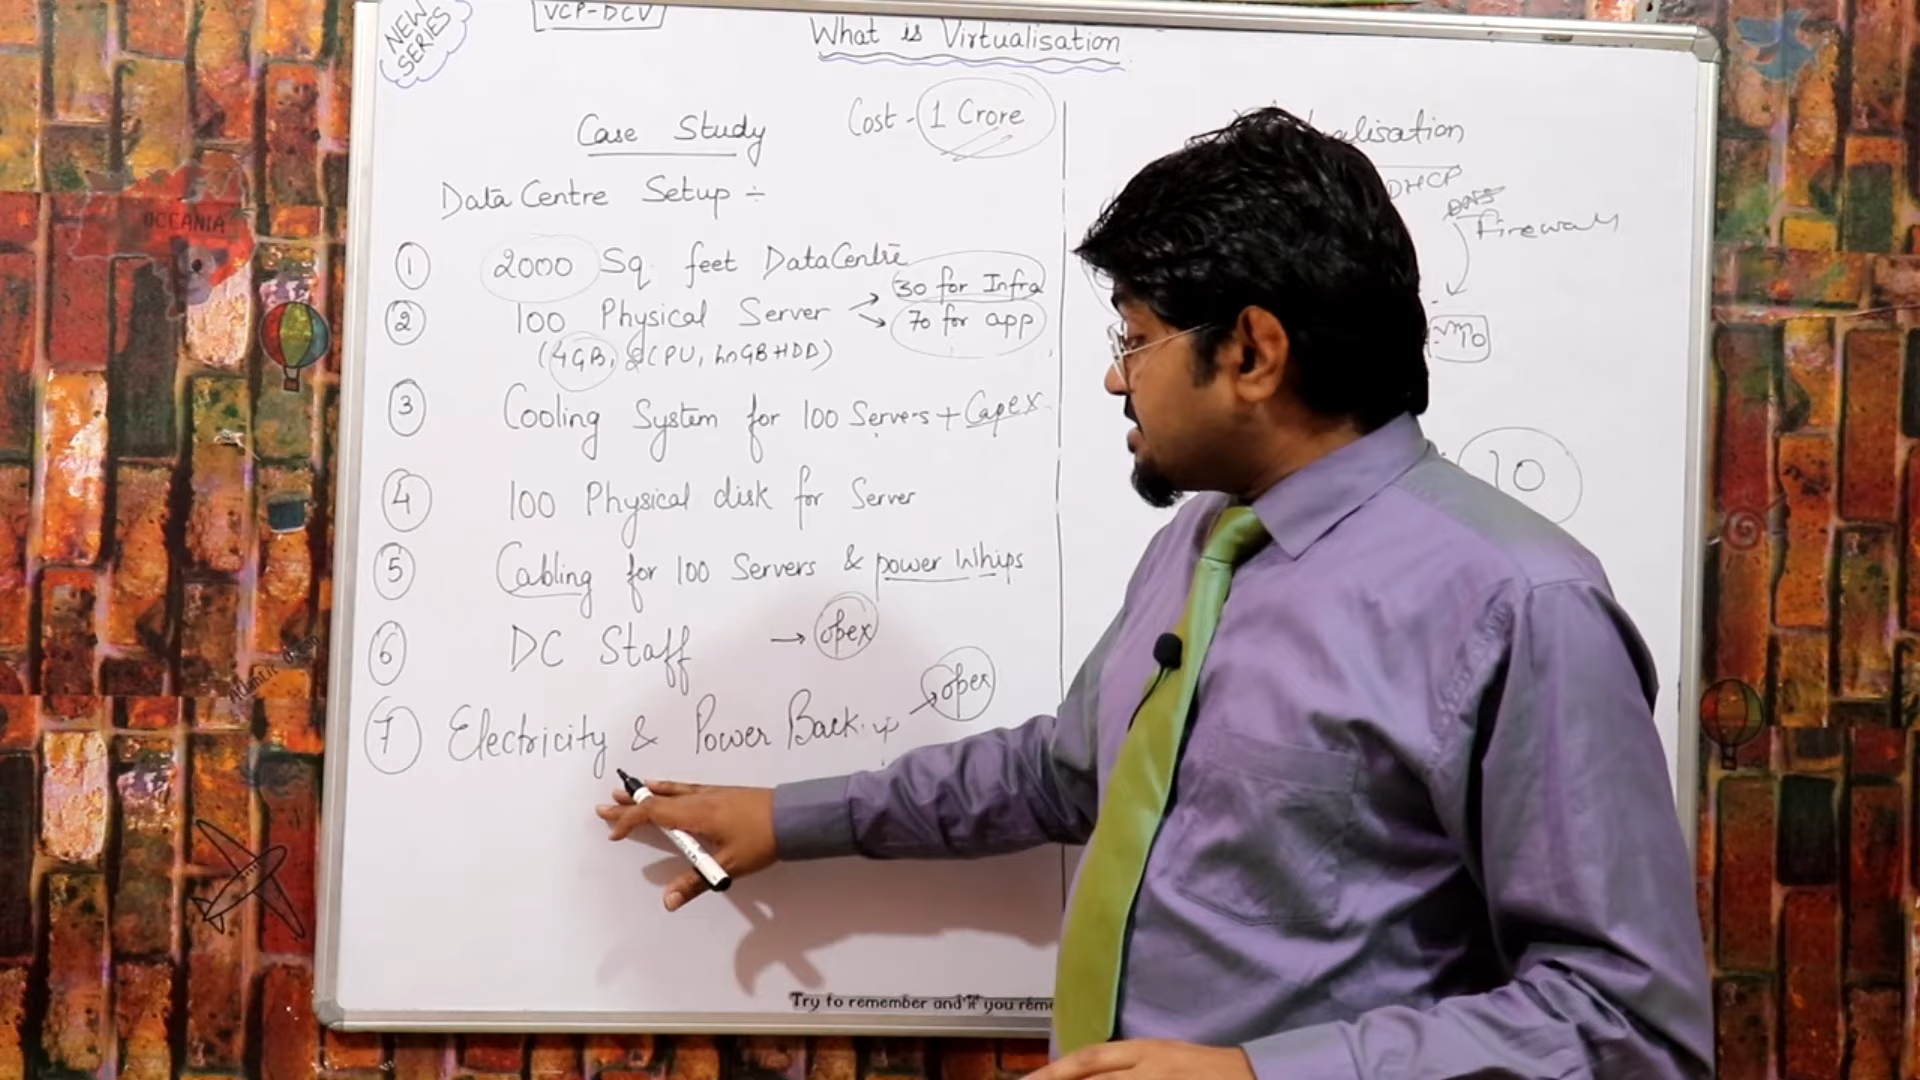 NEW
SERIES
VCP-DCV
What is Virtualisation
Case Study
Cost - 1 Crore
Data Centre Setup ÷
1 2000 Sq. feet DataCentre
2 100 Physical Server → 30 for Infra
→ 70 for app
(4GB, 2CPU, GB HDD)
3 Cooling System for 100 Servers + Capex
4 100 Physical disk for Server
5 Cabling for 100 Servers & power Whips
6 DC Staff → opex
7 Electricity & Power Backup → opex
alisation
DHCP
DNS
firewall
10
Try to remember and if you reme
OCEANIA